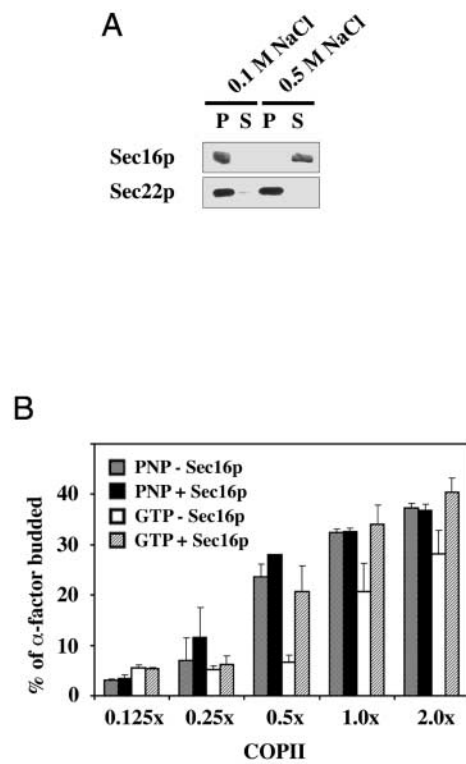 A
0.1 M NaCl
0.5 M NaCl
P S P S
Sec16p
Sec22p
B
PNP - Sec16p
PNP + Sec16p
GTP - Sec16p
GTP + Sec16p
% of α-factor budded
40
30
20
10
0
0.125x 0.25x 0.5x 1.0x 2.0x
COPII